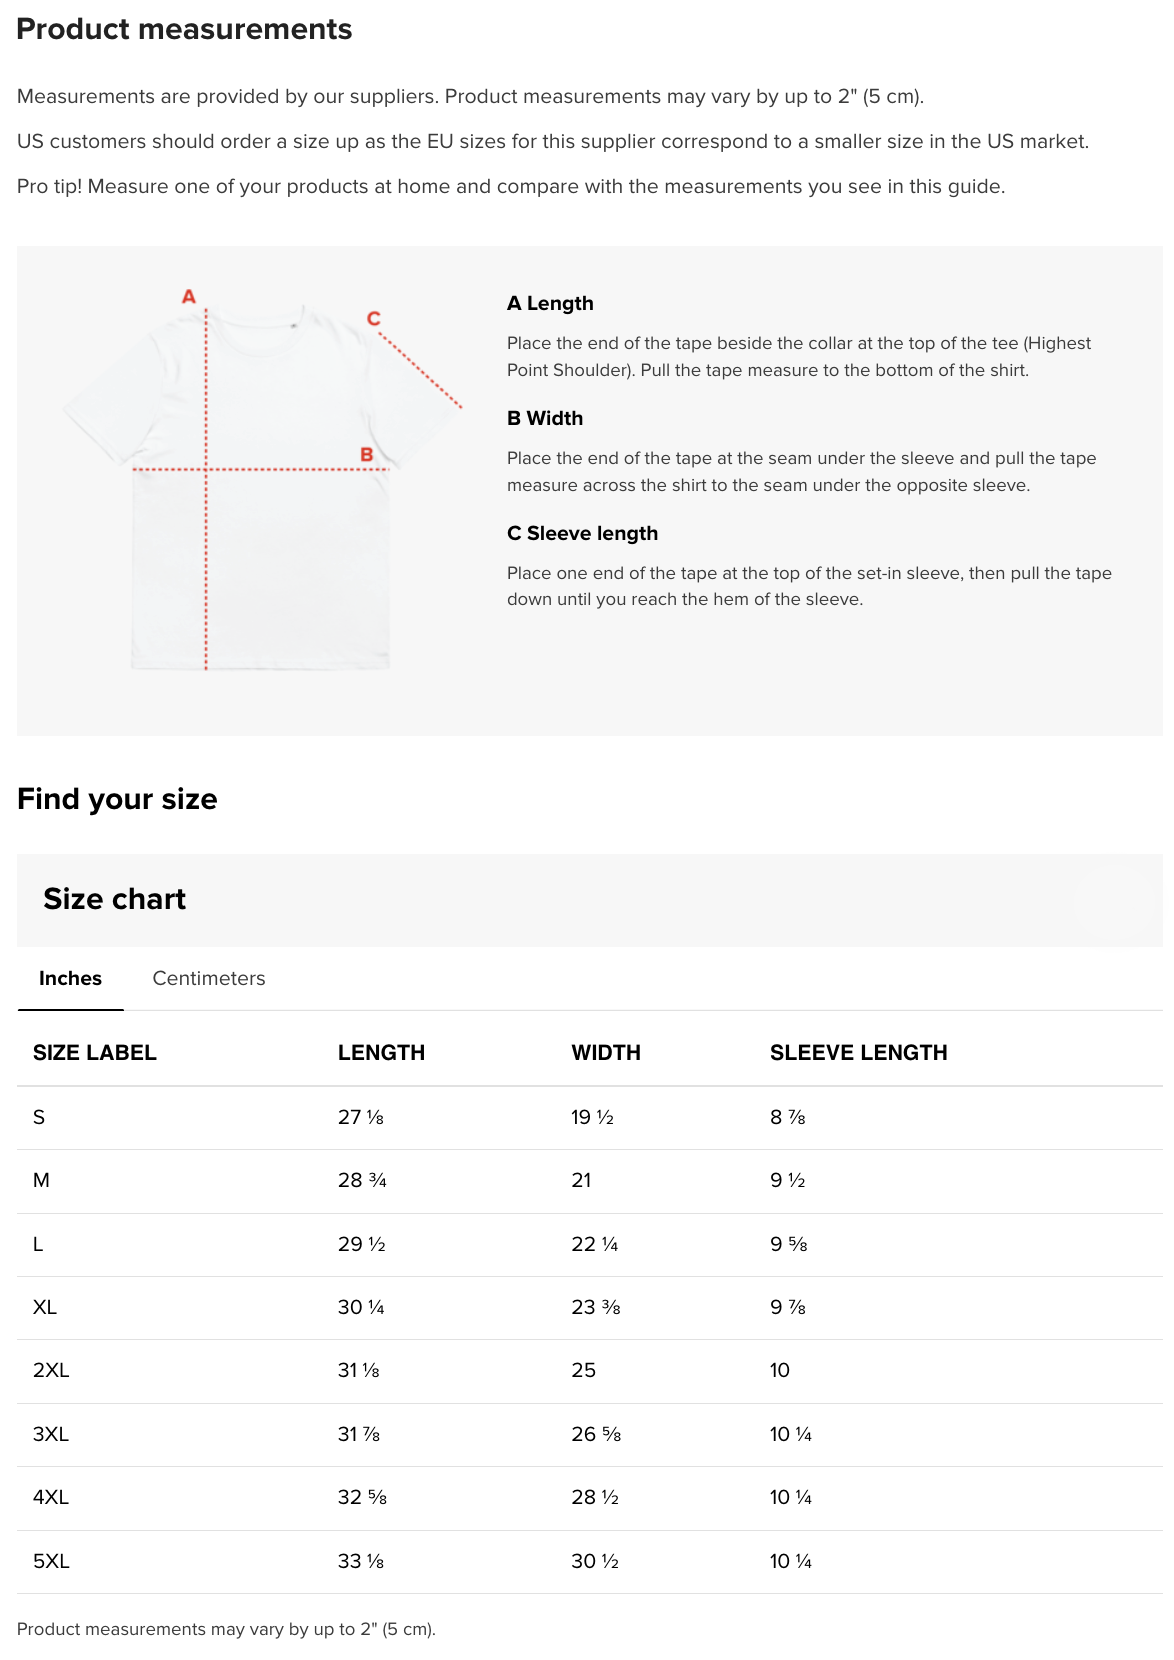 Product measurements
Measurements are provided by our suppliers. Product measurements may vary by up to 2" (5 cm).
US customers should order a size up as the EU sizes for this supplier correspond to a smaller size in the US market.
Pro tip! Measure one of your products at home and compare with the measurements you see in this guide.
A
C
B
A Length
Place the end of the tape beside the collar at the top of the tee (Highest
Point Shoulder). Pull the tape measure to the bottom of the shirt.
B Width
Place the end of the tape at the seam under the sleeve and pull the tape
measure across the shirt to the seam under the opposite sleeve.
C Sleeve length
Place one end of the tape at the top of the set-in sleeve, then pull the tape
down until you reach the hem of the sleeve.
Find your size
Size chart
Inches Centimeters
SIZE LABEL LENGTH WIDTH SLEEVE LENGTH
S 27 ⅛ 19 ½ 8 ⅞
M 28 ¾ 21 9 ½
L 29 ½ 22 ¼ 9 ⅝
XL 30 ¼ 23 ⅜ 9 ⅞
2XL 31 ⅛ 25 10
3XL 31 ⅞ 26 ⅝ 10 ¼
4XL 32 ⅝ 28 ½ 10 ¼
5XL 33 ⅛ 30 ½ 10 ¼
Product measurements may vary by up to 2" (5 cm).